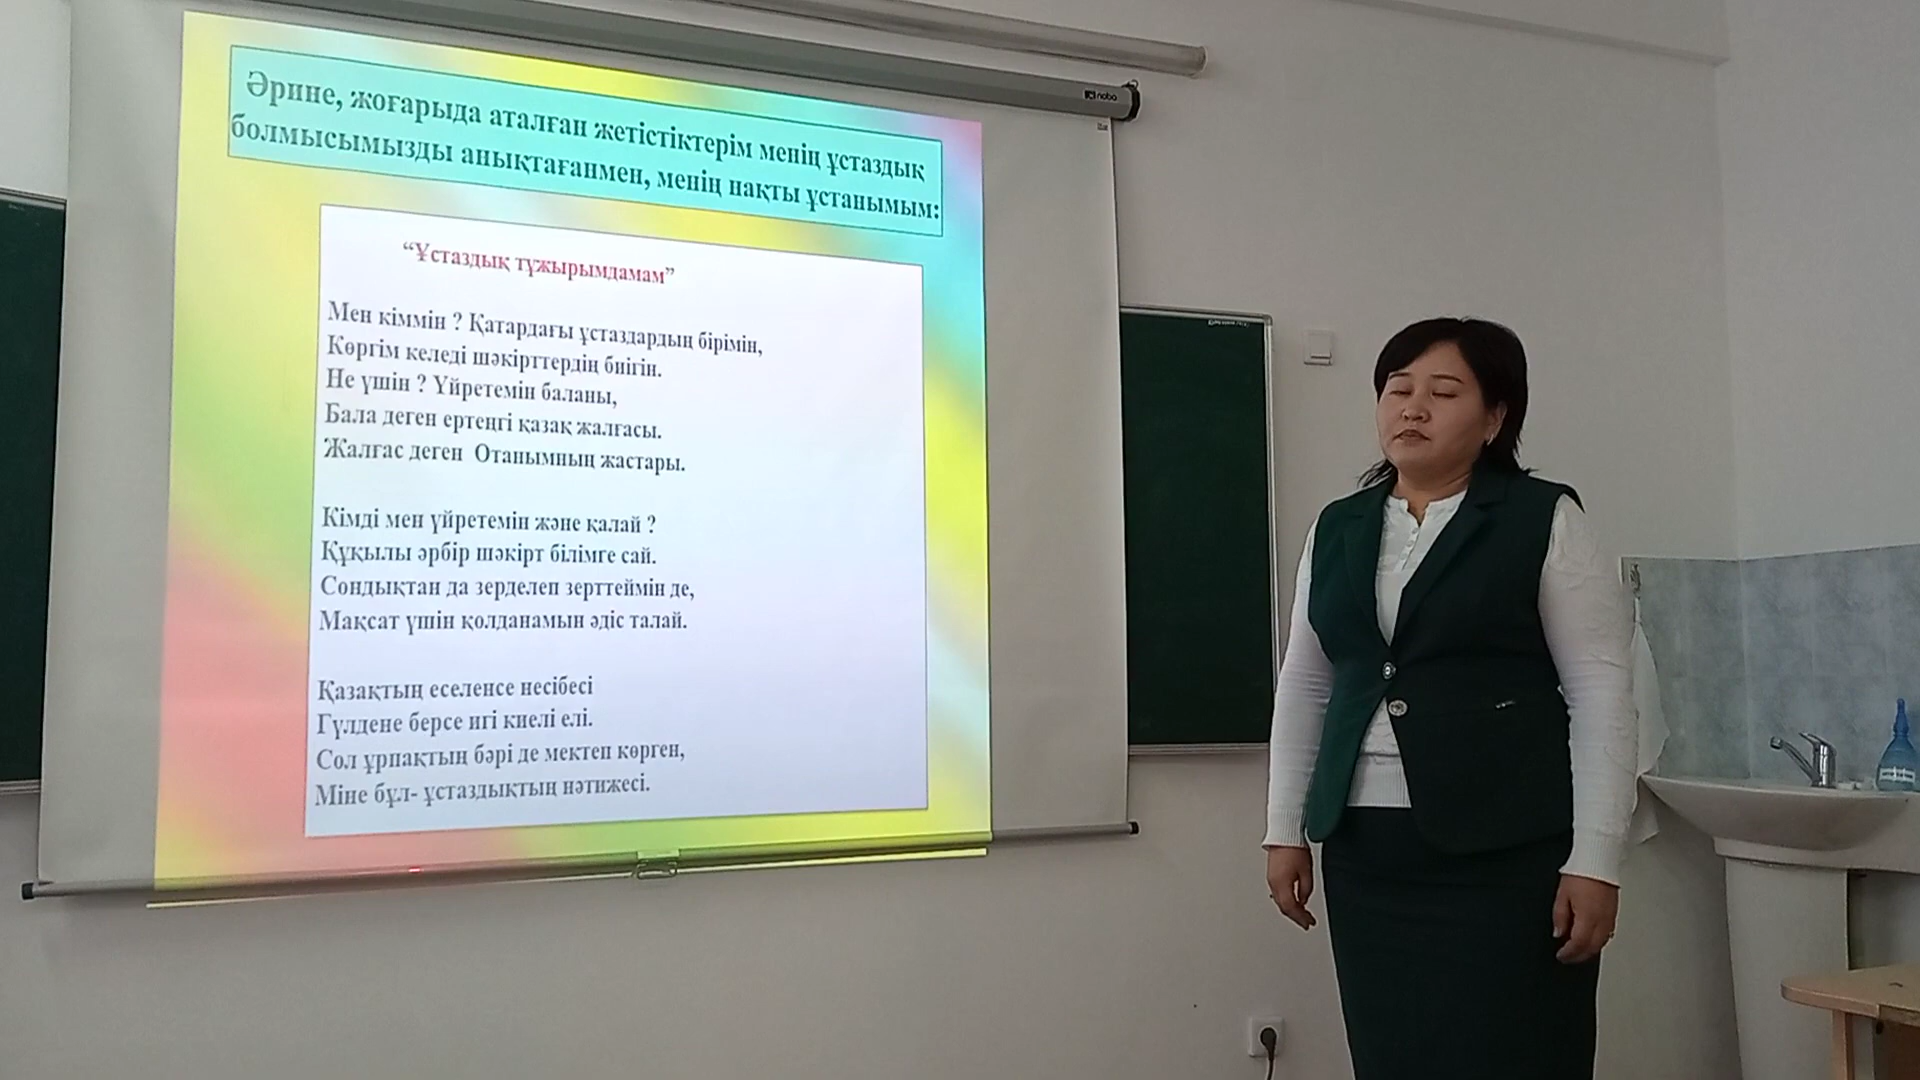 nobo
Әрине, жоғарыда аталған жетістіктерім менің ұстаздық
болмысымызды анықтағанмен, менің нақты ұстанымым:
“Ұстаздық тұжырымдамам”
Мен кіммін ? Қатардағы ұстаздардың бірімін,
Көргім келеді шәкірттердің биігін.
Не үшін ? Үйретемін баланы,
Бала деген ертеңгі қазақ жалғасы.
Жалғас деген Отанымның жастары.
Кімді мен үйретемін және қалай ?
Құқылы әрбір шәкірт білімге сай.
Сондықтан да зерделеп зерттеймін де,
Мақсат үшін қолданамын әдіс талай.
Қазақтың еселенсе несібесі
Гүлдене берсе игі киелі елі.
Сол ұрпақтың бәрі де мектеп көрген,
Міне бұл- ұстаздықтың нәтижесі.